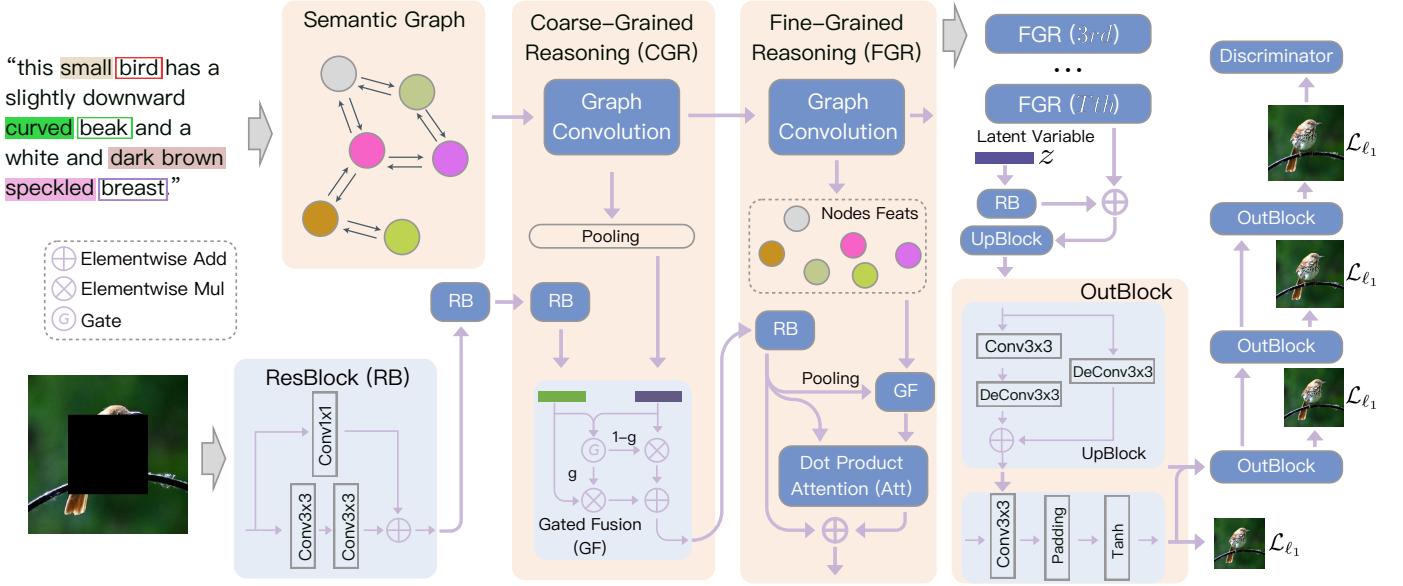 “this small bird has a
slightly downward
curved beak and a
white and dark brown
speckled breast.”
Elementwise Add
Elementwise Mul
G Gate
ResBlock (RB)
Conv1x1
Conv3x3
Conv3x3
Semantic Graph
RB
Coarse-Grained
Reasoning (CGR)
Graph
Convolution
Pooling
RB
G
1-g
g
Gated Fusion
(GF)
Fine-Grained
Reasoning (FGR)
Graph
Convolution
Nodes Feats
RB
Pooling
GF
Dot Product
Attention (Att)
FGR (3rd)
...
FGR (Tth)
Latent Variable
z
RB
UpBlock
OutBlock
Conv3x3
DeConv3x3
DeConv3x3
UpBlock
Conv3x3
Padding
Tanh
Discriminator
ℒℓ1
OutBlock
ℒℓ1
OutBlock
ℒℓ1
OutBlock
ℒℓ1